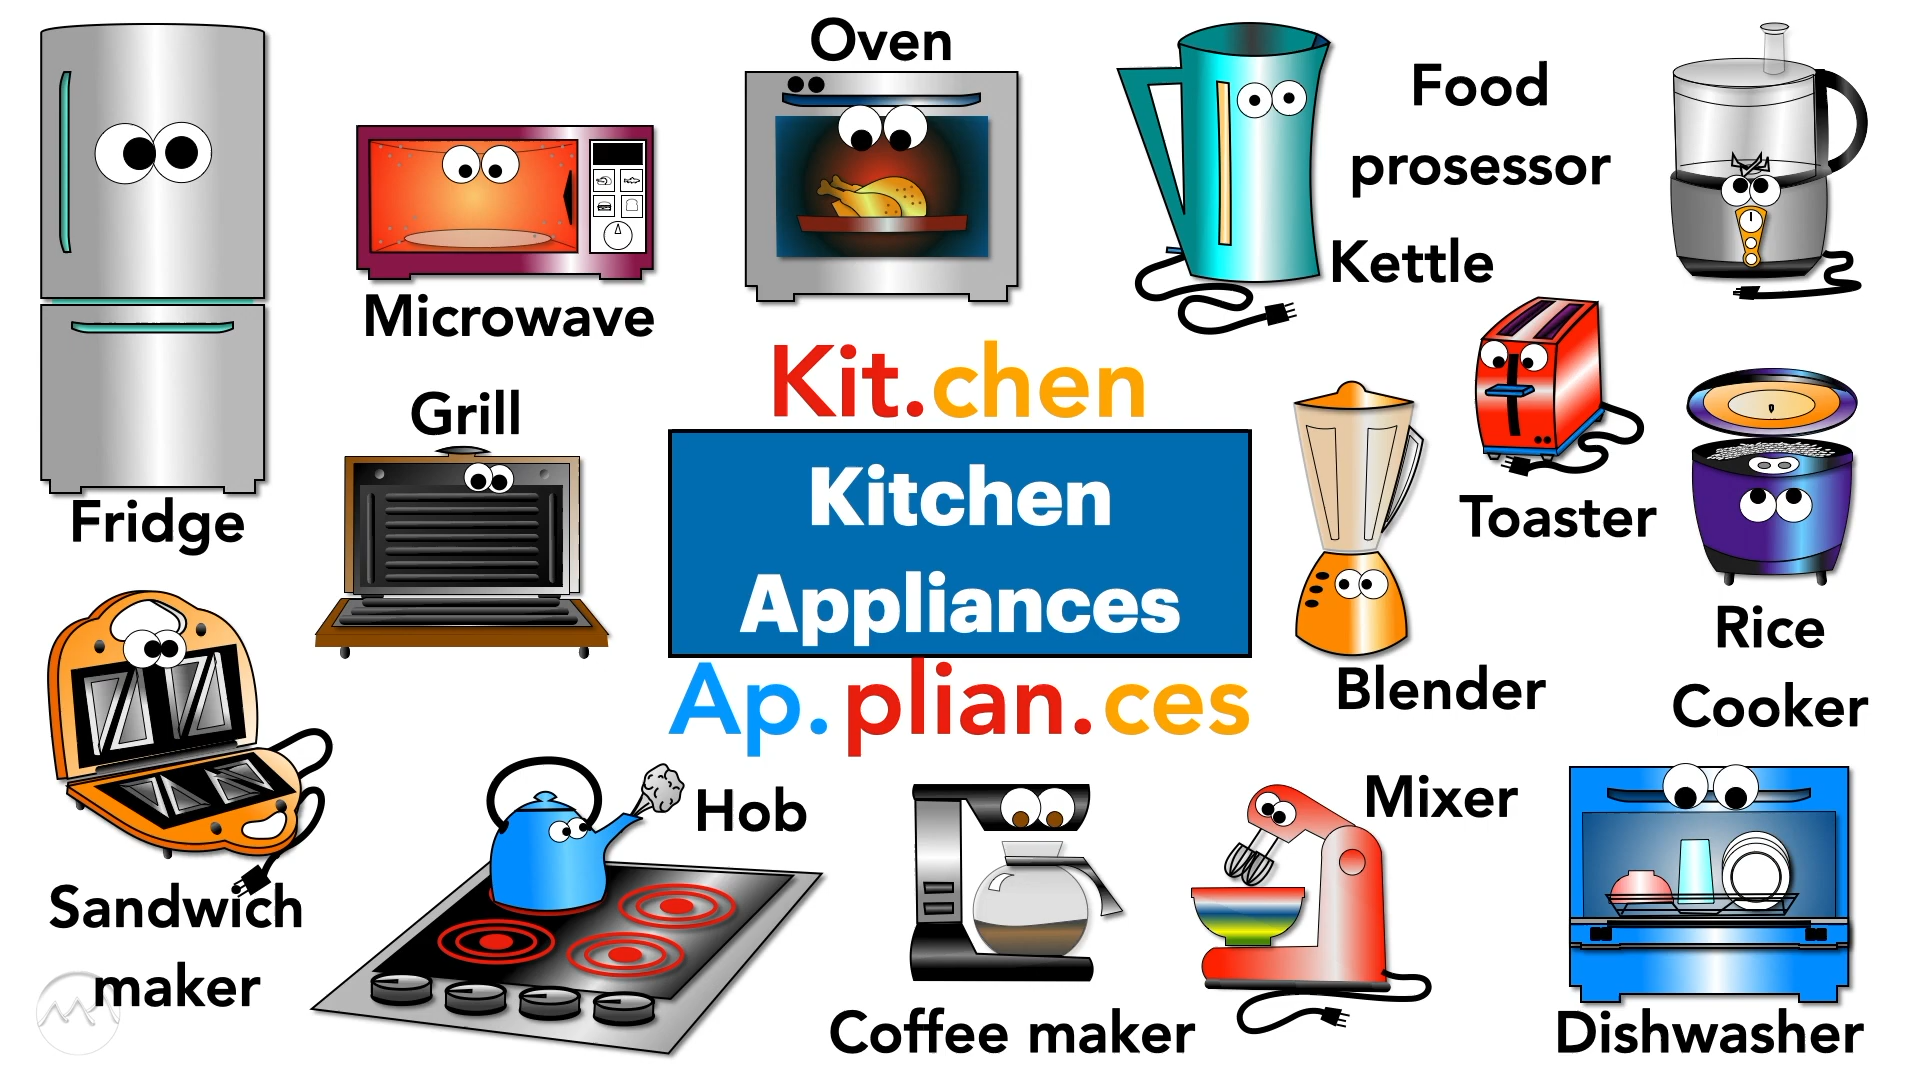 Oven
Food
prosessor
Kettle
Microwave
Kit.chen
Grill
Kitchen
Appliances
Fridge
Toaster
Rice
Cooker
Blender
Ap.plian.ces
Hob
Mixer
Sandwich
maker
Coffee maker
Dishwasher